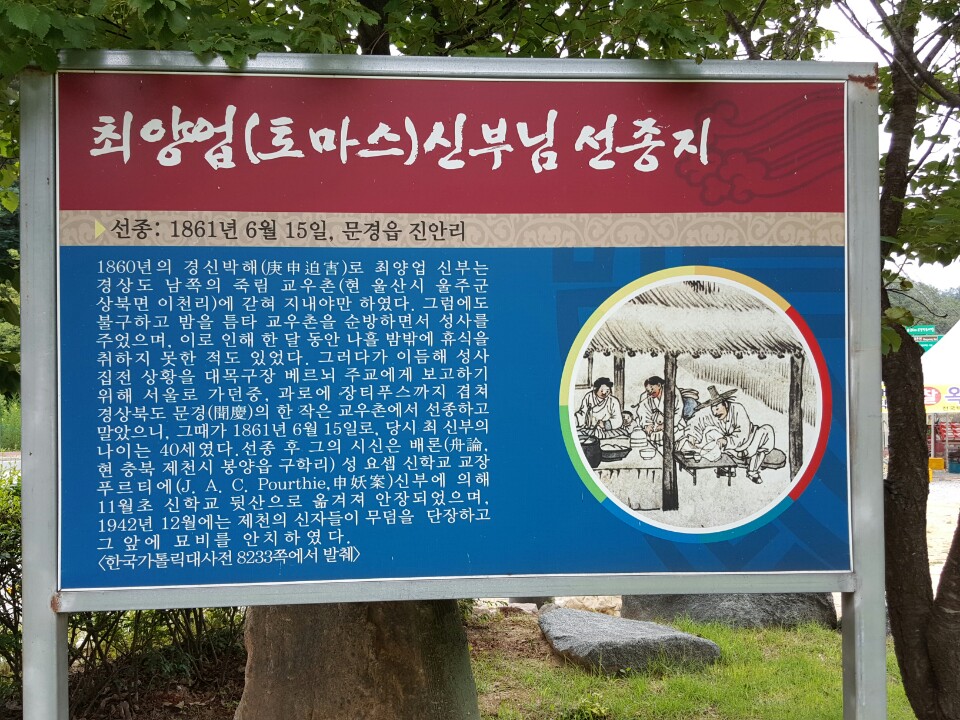 최양업(토마스)신부님 선종지
선종: 1861년 6월 15일, 문경읍 진안리
1860년의 경신박해(庚申迫害)로 최양업 신부는
경상도 남쪽의 죽림 교우촌(현 울산시 울주군
상북면 이천리)에 갇혀 지내야만 하였다. 그럼에도
불구하고 밤을 틈타 교우촌을 순방하면서 성사를
주었으며, 이로 인해 한 달 동안 나흘 밤밖에 휴식을
취하지 못한 적도 있었다. 그러다가 이듬해 성사
집전 상황을 대목구장 베르뇌 주교에게 보고하기
위해 서울로 가던중, 과로에 장티푸스까지 겹쳐
경상북도 문경(聞慶)의 한 작은 교우촌에서 선종하고
말았으니, 그때가 1861년 6월 15일로, 당시 최 신부의
나이는 40세였다.선종 후 그의 시신은 배론(舟論,
현 충북 제천시 봉양읍 구학리) 성 요셉 신학교 교장
푸르티에(J. A. C. Pourthie,申妖案)신부에 의해
11월초 신학교 뒷산으로 옮겨져 안장되었으며,
1942년 12월에는 제천의 신자들이 무덤을 단장하고
그 앞에 묘비를 안치하였다.
〈한국가톨릭대사전 8233쪽에서 발췌〉